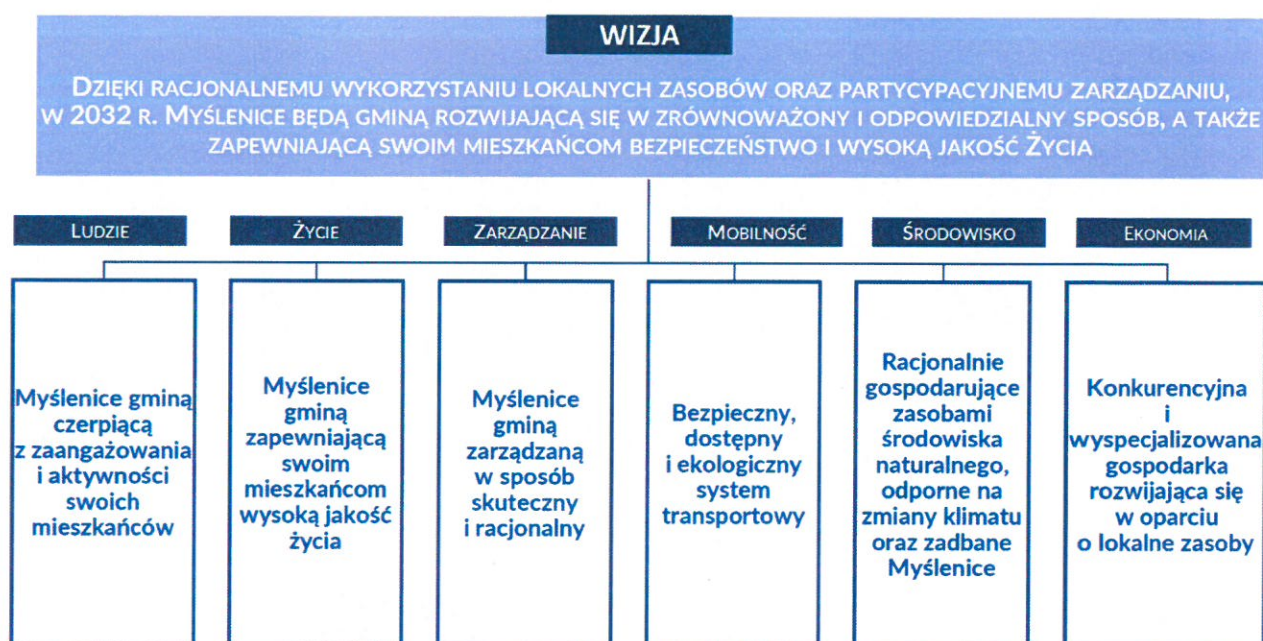 WIZJA
DZIĘKI RACJONALNEMU WYKORZYSTANIU LOKALNYCH ZASOBÓW ORAZ PARTYCYPACYJNEMU ZARZĄDZANIU,
W 2032 R. MYŚLENICE BĘDĄ GMINĄ ROZWIJAJĄCĄ SIĘ W ZRÓWNOWAŻONY I ODPOWIEDZIALNY SPOSÓB, A TAKŻE
ZAPEWNIAJĄCĄ SWOIM MIESZKAŃCOM BEZPIECZEŃSTWO I WYSOKĄ JAKOŚĆ ŻYCIA
LUDZIE
ŻYCIE
ZARZĄDZANIE
MOBILNOŚĆ
ŚRODOWISKO
EKONOMIA
Myślenice gminą
czerpiącą
z zaangażowania
i aktywności
swoich
mieszkańców
Myślenice
gminą
zapewniającą
swoim
mieszkańcom
wysoką jakość
życia
Myślenice
gminą
zarządzaną
w sposób
skuteczny
i racjonalny
Bezpieczny,
dostępny
i ekologiczny
system
transportowy
Racjonalnie
gospodarujące
zasobami
środowiska
naturalnego,
odporne na
zmiany klimatu
oraz zadbane
Myślenice
Konkurencyjna
i
wyspecjalizowana
gospodarka
rozwijająca się
w oparciu
o lokalne zasoby